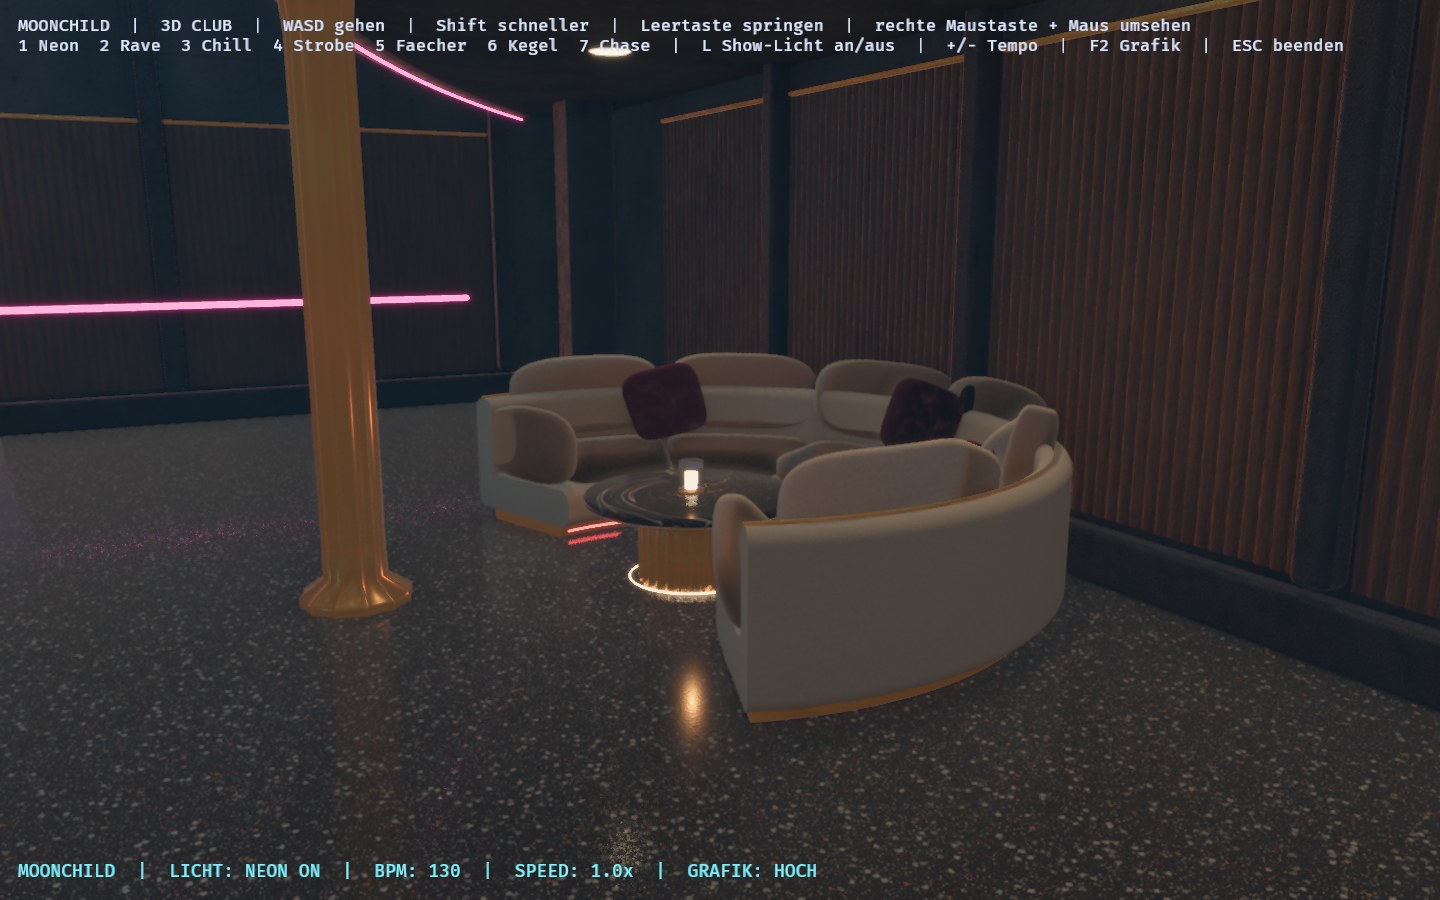 MOONCHILD | 3D CLUB | WASD gehen | Shift schneller | Leertaste springen | rechte Maustaste + Maus umsehen
1 Neon 2 Rave 3 Chill 4 Strobe 5 Faecher 6 Kegel 7 Chase | L Show-Licht an/aus | +/- Tempo | F2 Grafik | ESC beenden
MOONCHILD | LICHT: NEON ON | BPM: 130 | SPEED: 1.0x | GRAFIK: HOCH